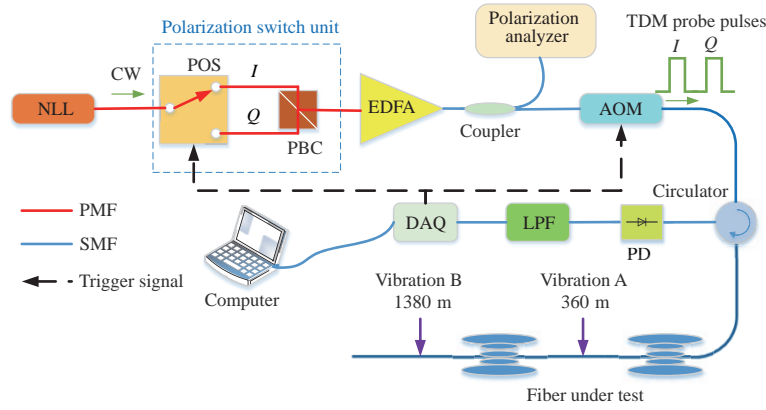 Polarization switch unit
Polarization
analyzer
TDM probe pulses
I
Q
CW
POS
I
Q
NLL
PBC
EDFA
Coupler
AOM
Circulator
PMF
SMF
Trigger signal
DAQ
LPF
PD
Computer
Vibration B
1380 m
Vibration A
360 m
Fiber under test